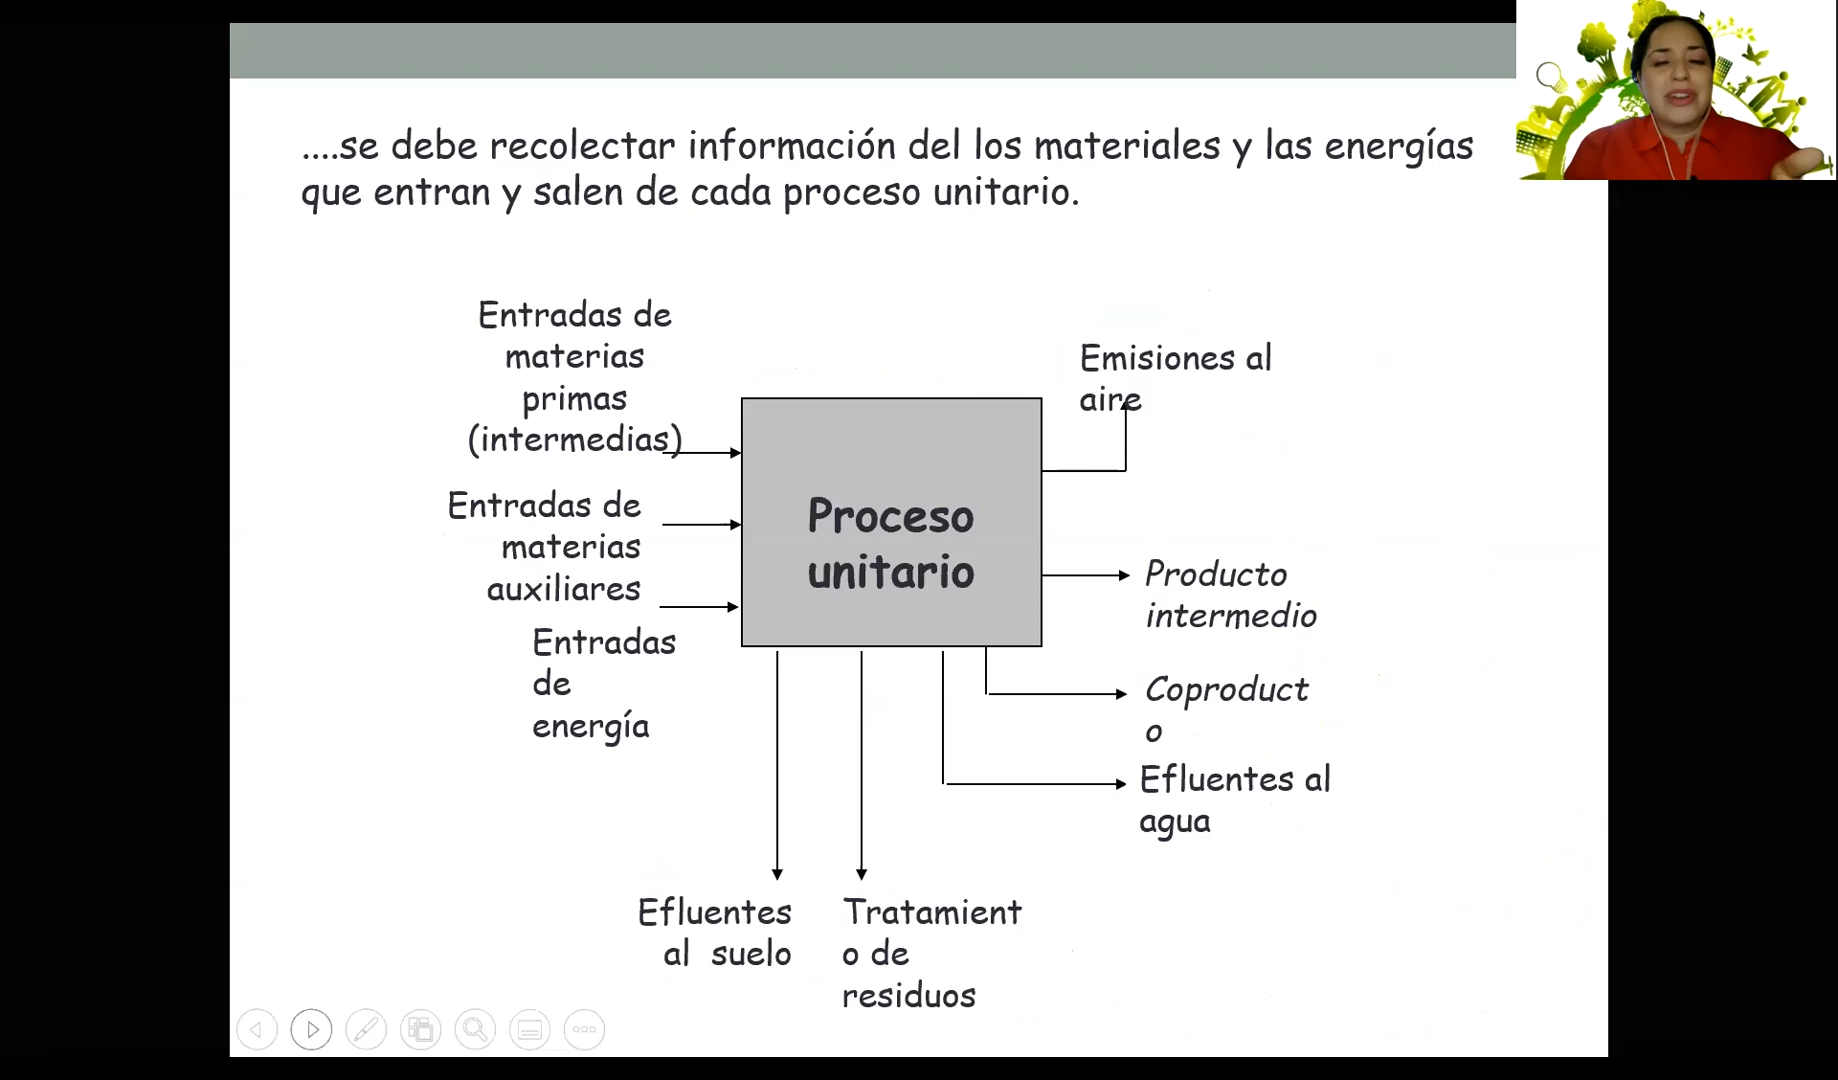 ....se debe recolectar información del los materiales y las energías
que entran y salen de cada proceso unitario.
Entradas de
materias
primas
(intermedias)
Entradas de
materias
auxiliares
Entradas
de
energía
Proceso
unitario
Emisiones al
aire
Producto
intermedio
Coproduct
o
Efluentes al
agua
Efluentes
al suelo
Tratamient
o de
residuos